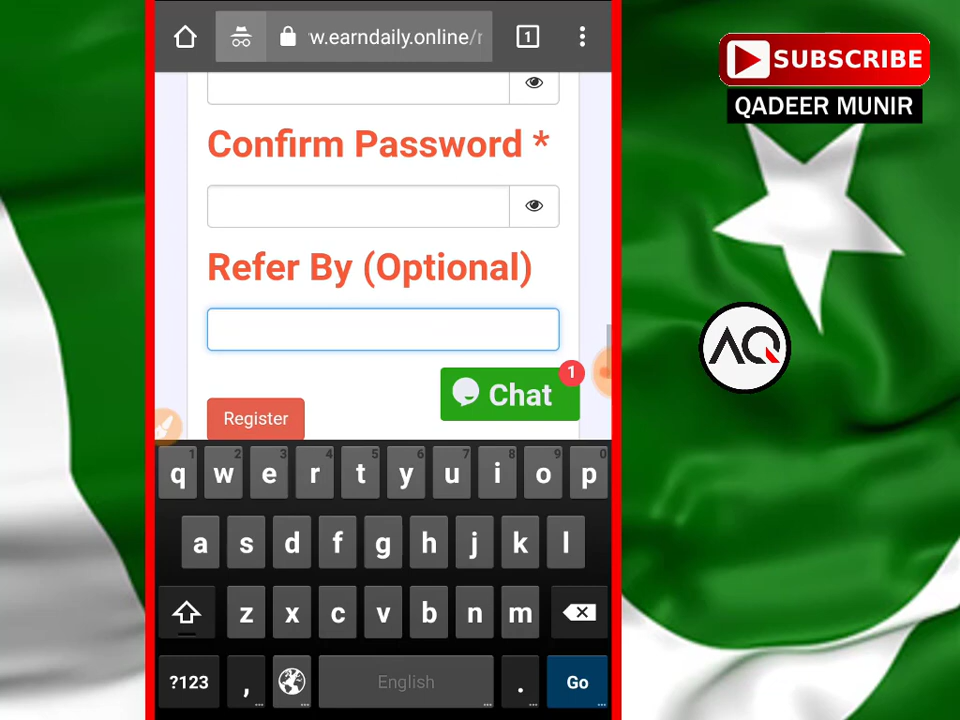 w.earndaily.online/r
1
SUBSCRIBE
QADEER MUNIR
Confirm Password *
Refer By (Optional)
AQ
1
Chat
Register
1 2 3 4 5 6 7 8 9 0
q w e r t y u i o p
a s d f g h j k l
z x c v b n m
?123 , English . Go